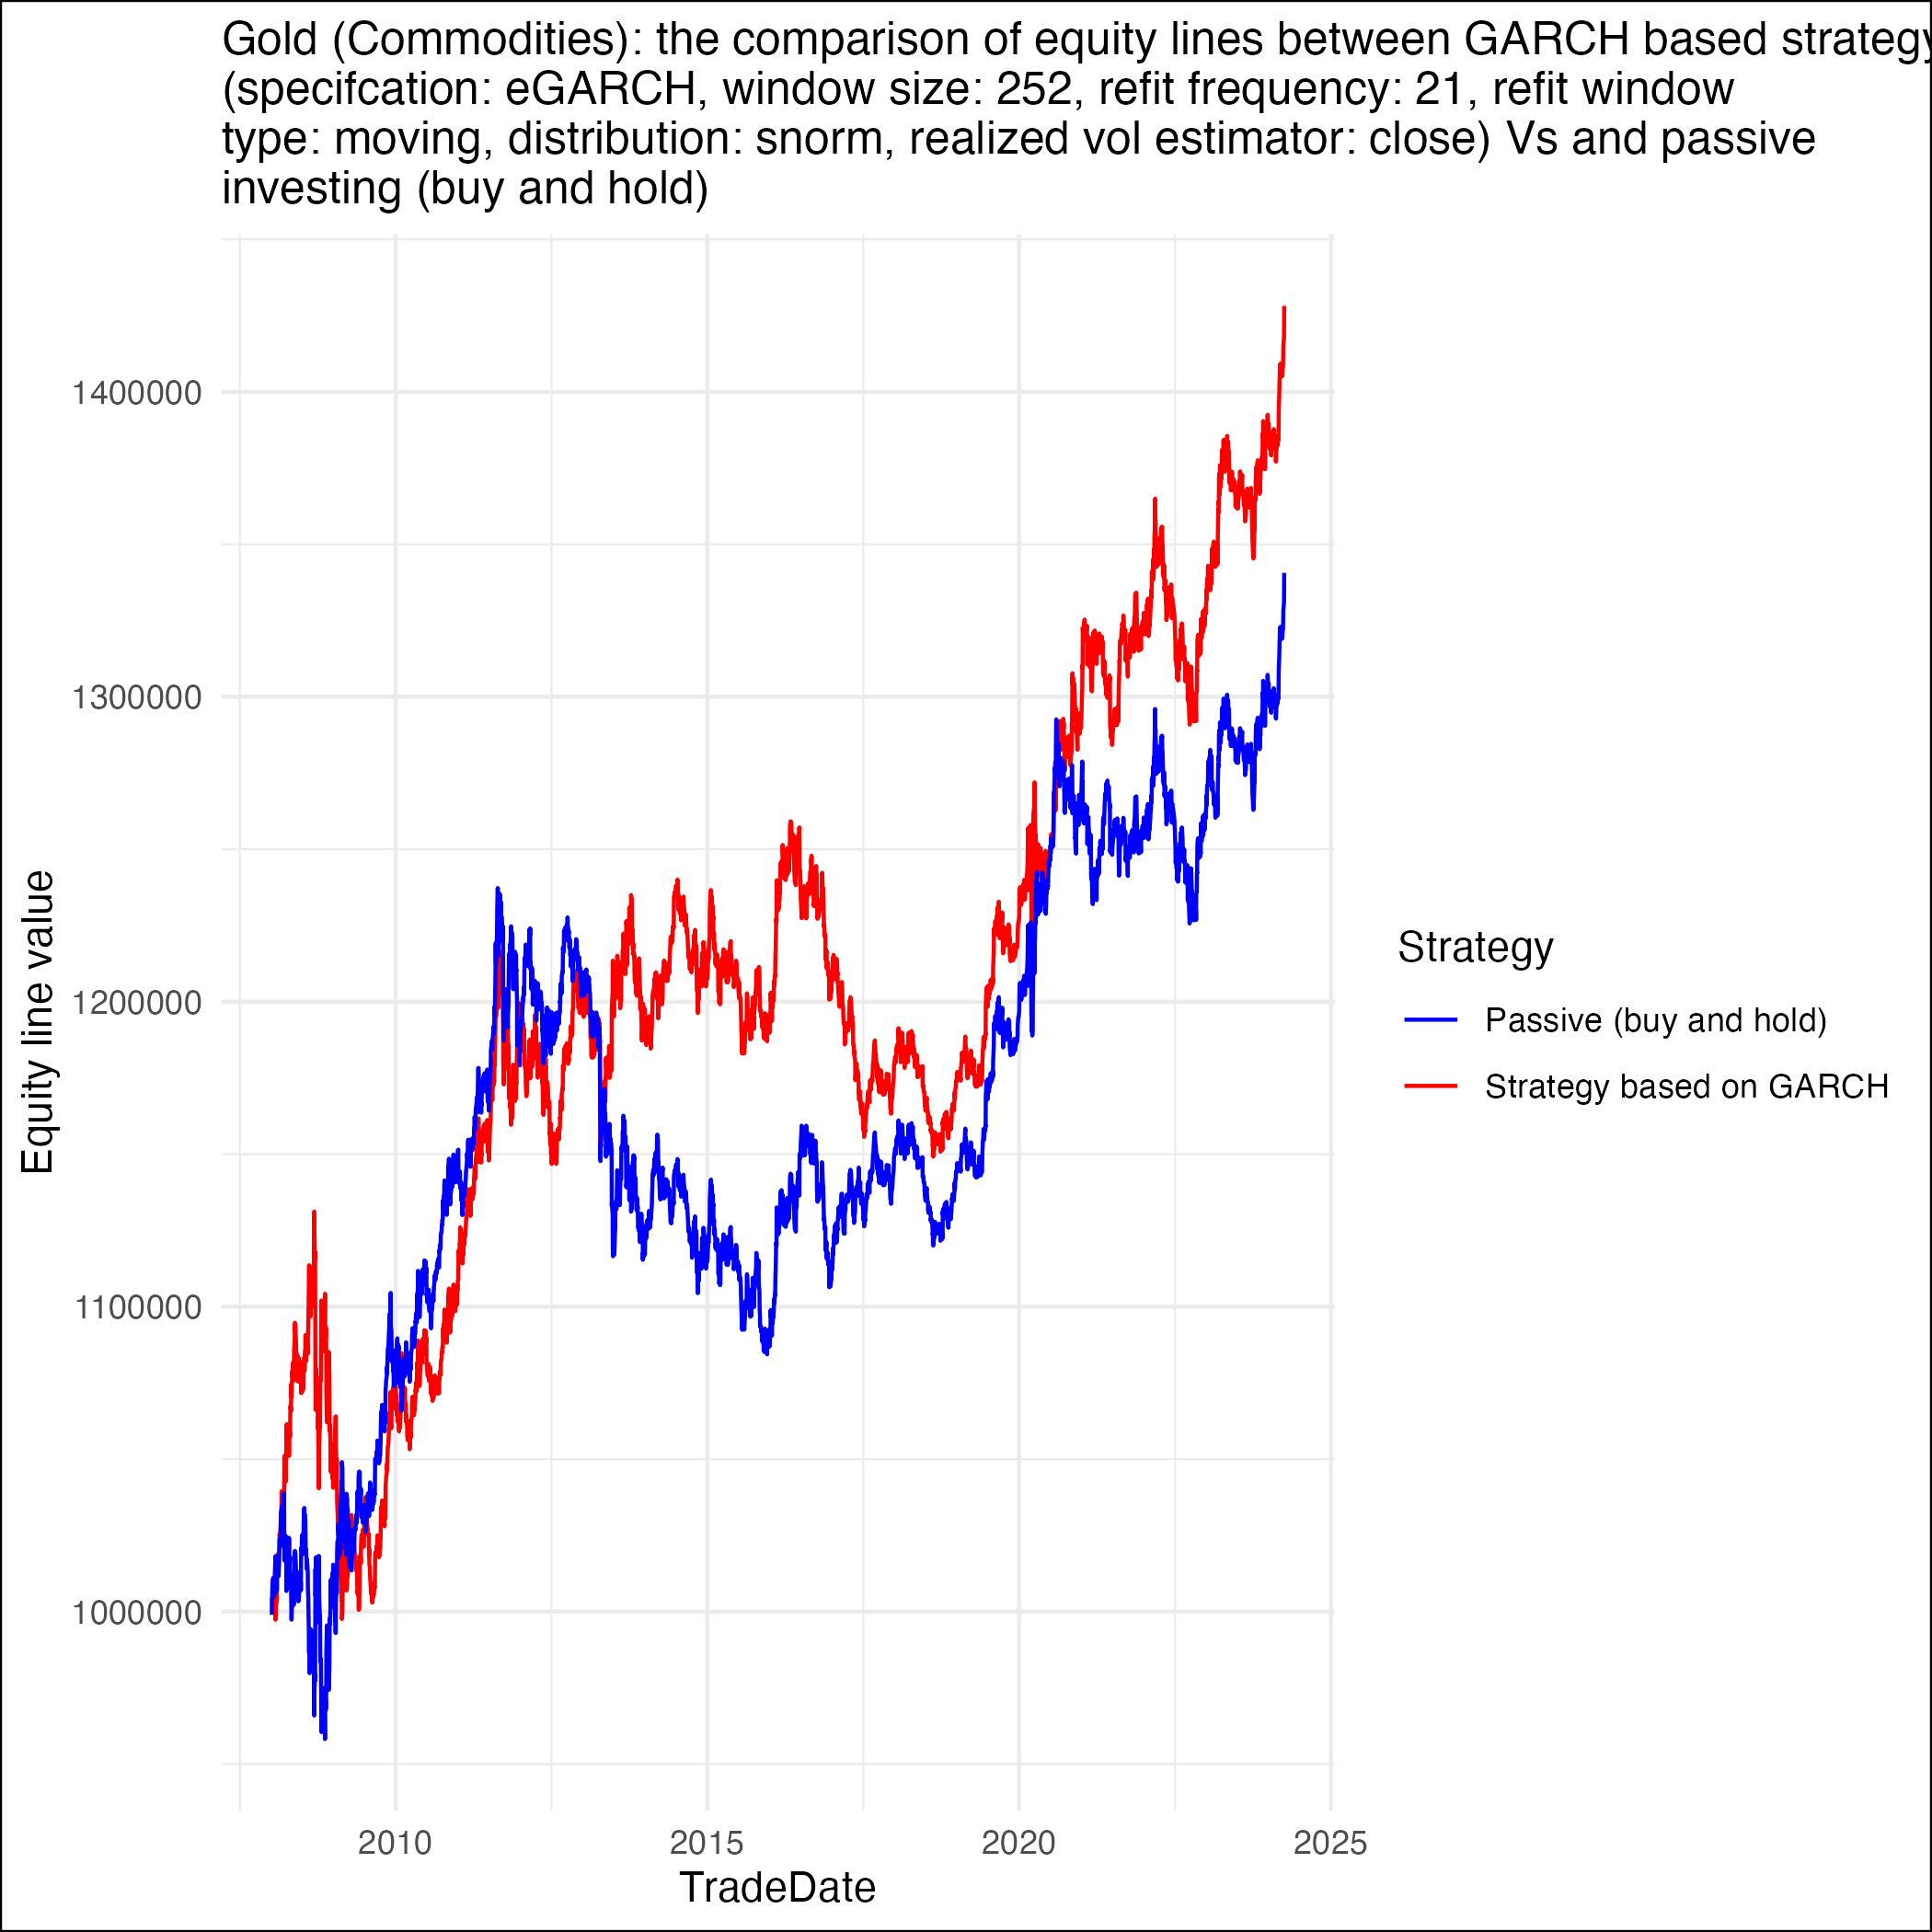 Gold (Commodities): the comparison of equity lines between GARCH based strategy
(specifcation: eGARCH, window size: 252, refit frequency: 21, refit window
type: moving, distribution: snorm, realized vol estimator: close) Vs and passive
investing (buy and hold)
1400000
1300000
1200000
1100000
1000000
Equity line value
2010
2015
2020
2025
TradeDate
Strategy
Passive (buy and hold)
Strategy based on GARCH